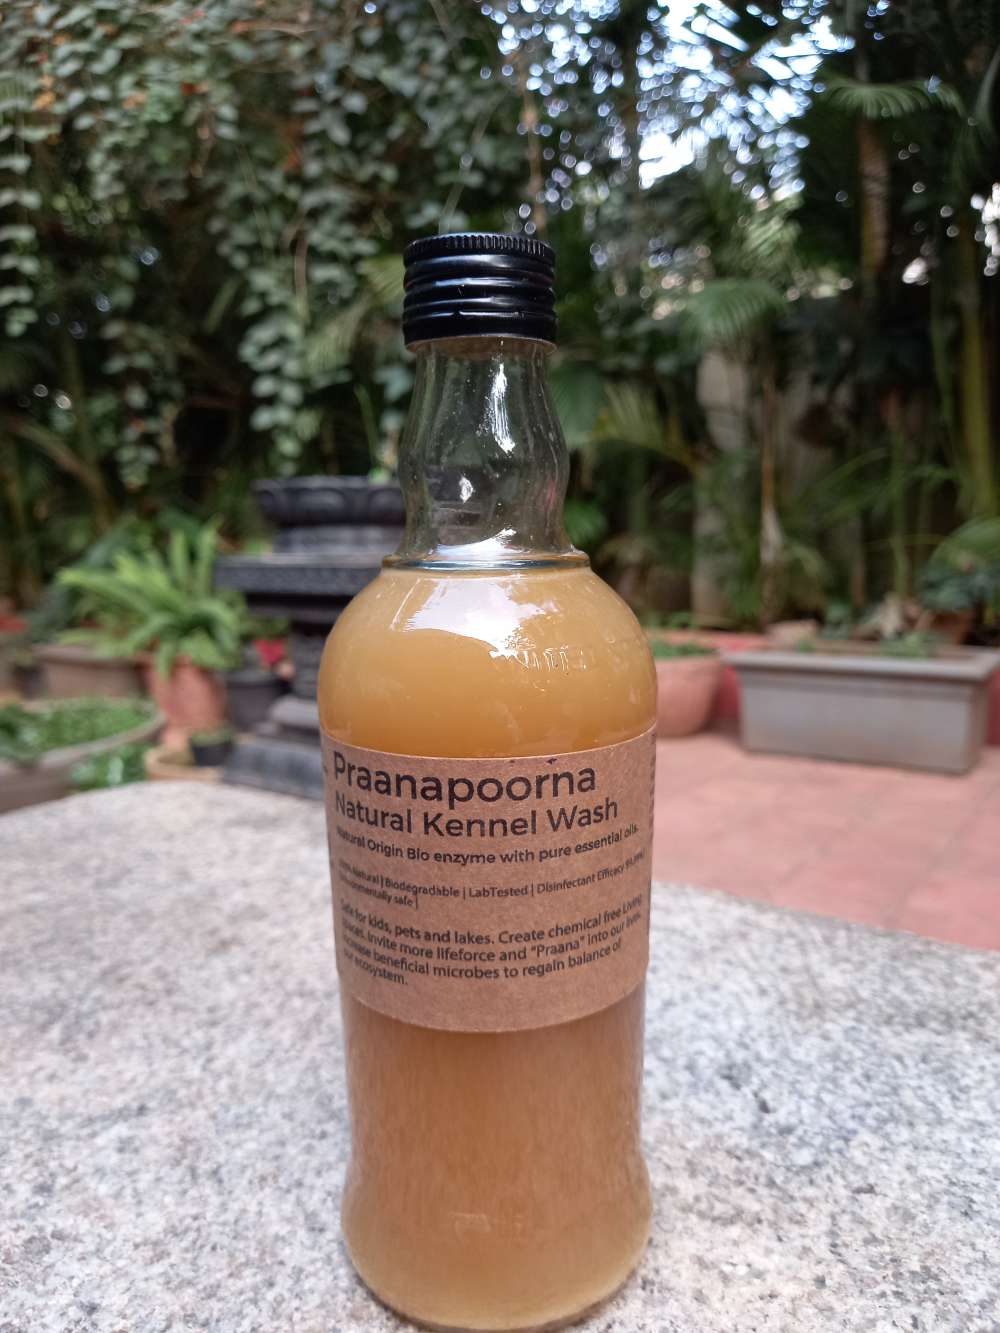 Praanapoorna
Natural Kennel Wash
Natural Origin Bio enzyme with pure essential oils.
100% Natural | Biodegradable | LabTested | Disinfectant Efficacy
Environmentally safe |
Safe for kids, pets and lakes. Create chemical free Living
spaces. Invite more lifeforce and "Praana" into our lives.
Increase beneficial microbes to regain balance of
our ecosystem.